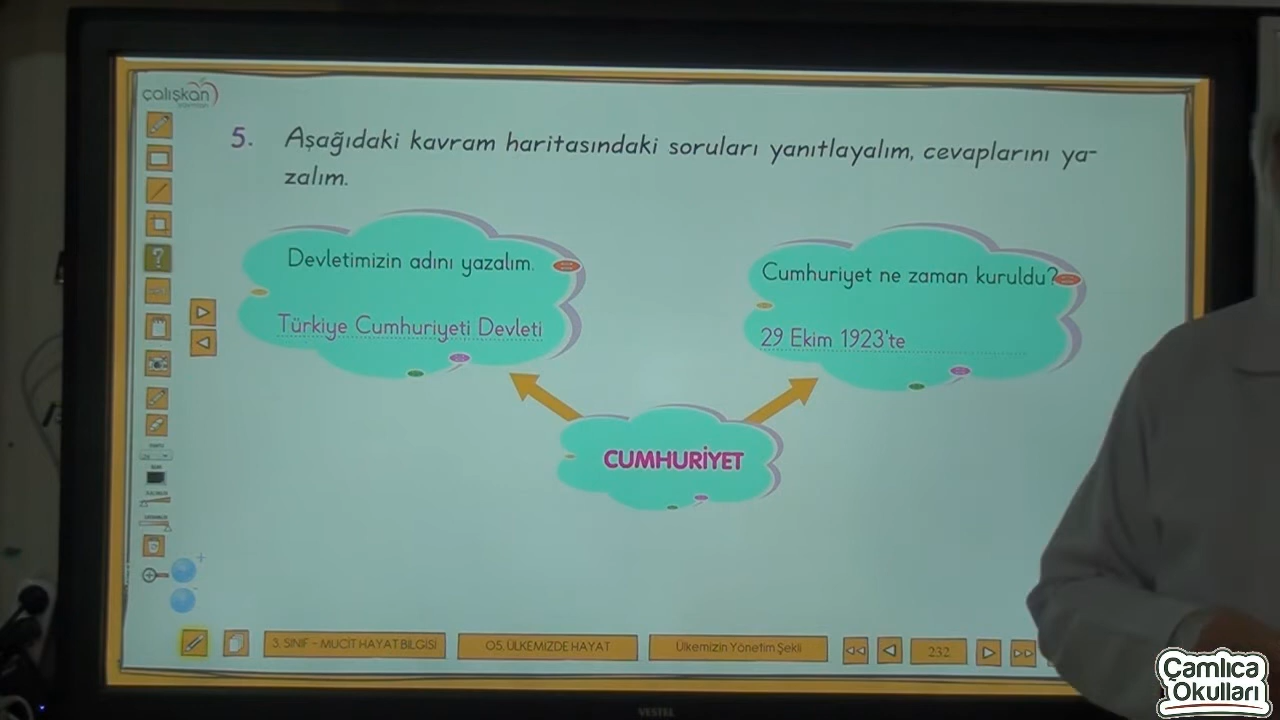 çalışkan
5. Aşağıdaki kavram haritasındaki soruları yanıtlayalım, cevaplarını ya-
zalım.
Devletimizin adını yazalım.
Türkiye Cumhuriyeti Devleti
Cumhuriyet ne zaman kuruldu?
29 Ekim 1923'te
CUMHURİYET
3. SINIF - MUCİT HAYAT BİLGİSİ
05. ÜLKEMİZDE HAYAT
Ülkemizin Yönetim Şekli
232
VESTEL
Çamlıca
Okulları